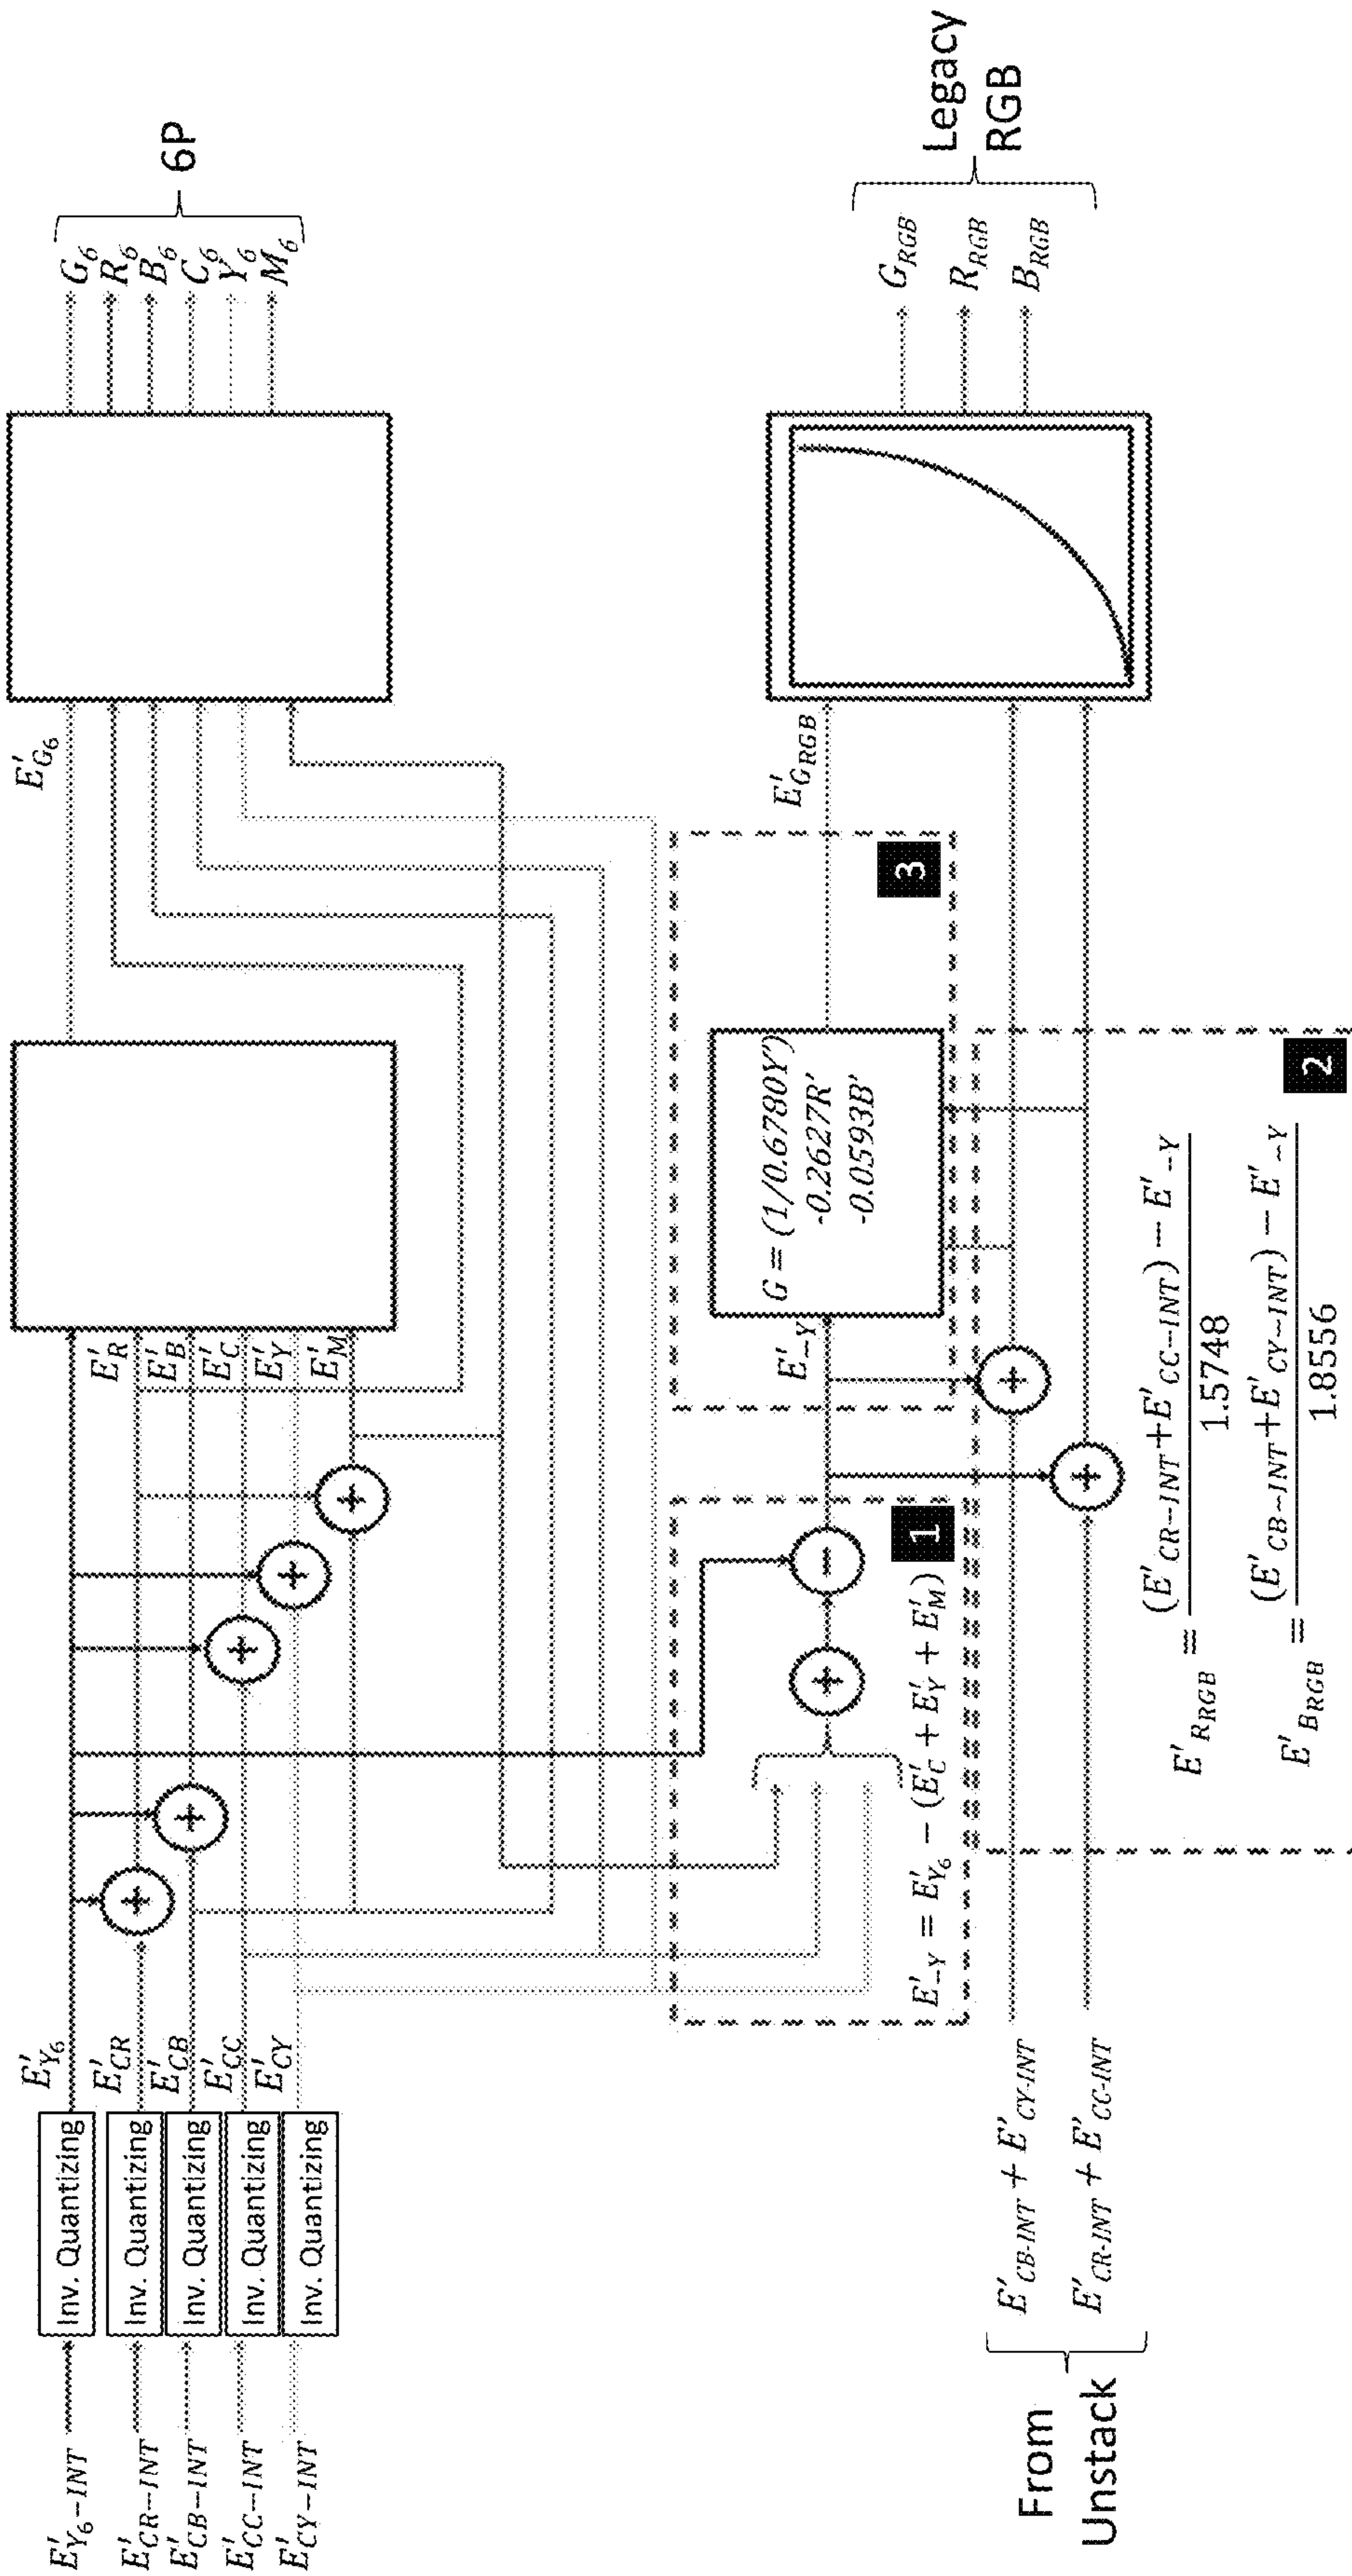 E'Y6-INT
E'CR-INT
E'CB-INT
E'CC-INT
E'CY-INT
Inv. Quantizing
Inv. Quantizing
Inv. Quantizing
Inv. Quantizing
Inv. Quantizing
E'Y6
E'CR
E'CB
E'CC
E'CY
+
+
+
+
+
E'R
E'B
E'C
E'Y
E'M
E'G6
G6
R6
B6
C6
Y6
M6
6P
+
−
1
E'-Y = E'Y6 − (E'C + E'Y + E'M)
E'-Y
G = (1/0.6780Y')
-0.2627R'
-0.0593B'
3
E'GRGB
GRGB
RRGB
BRGB
Legacy
RGB
From
Unstack
E'CB-INT + E'CY-INT
E'CR-INT + E'CC-INT
+
+
E'RRGB = (E'CR−INT+E'CC−INT) − E'−Y
1.5748
E'BRGB = (E'CB−INT+E'CY−INT) − E'−Y
1.8556
2